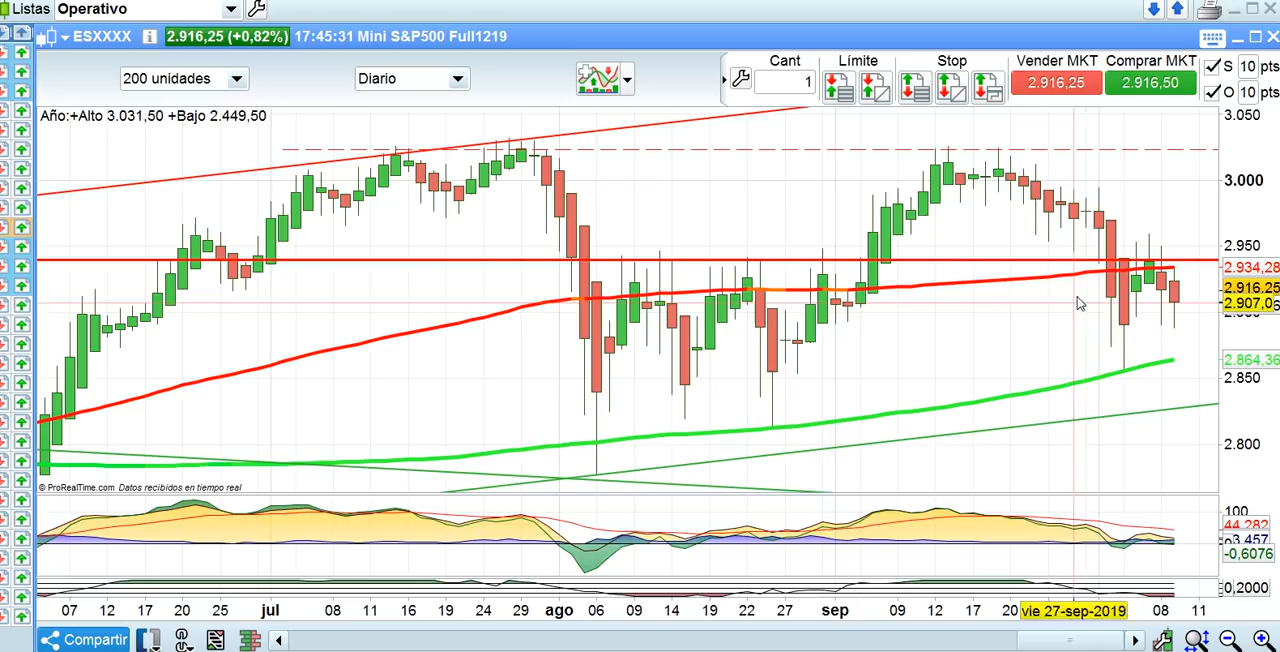 Listas Operativo
ESXXXX i 2.916,25 (+0,82%) 17:45:31 Mini S&P500 Full1219
200 unidades Diario Cant 1 Límite Stop Vender MKT 2.916,25 Comprar MKT 2.916,50 S 10 pts
O 10 pts
Año:+Alto 3.031,50 +Bajo 2.449,50
3.050
3.000
2.950
2.934,28
2.916,25
2.907,06
2.864,36
2.850
2.800
© ProRealTime.com Datos recibidos en tiempo real
100
44,282
3,457
-0,6076
0,2000
07 12 17 20 25 jul 08 11 16 19 24 29 ago 06 09 14 19 22 27 sep 09 12 17 20 vie 27-sep-2019 08 11
Compartir